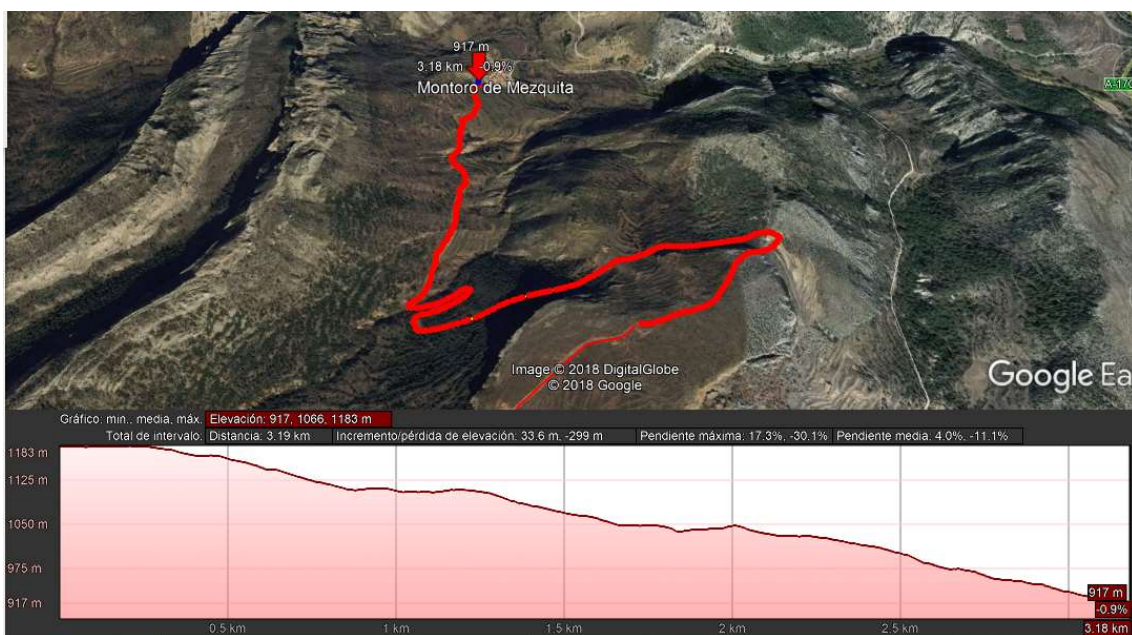 917 m
3.18 km -0.9%
Montoro de Mezquita
Image © 2018 DigitalGlobe
© 2018 Google
Google Ea
Gráfico: min., media, máx. Elevación: 917, 1066, 1183 m
Total de intervalo: Distancia: 3.19 km Incremento/pérdida de elevación: 33.6 m, -299 m Pendiente máxima: 17.3%, -30.1% Pendiente media: 4.0%, -11.1%
1183 m
1125 m
1050 m
975 m
917 m
917 m
-0.9%
0.5 km 1 km 1.5 km 2 km 2.5 km 3.18 km